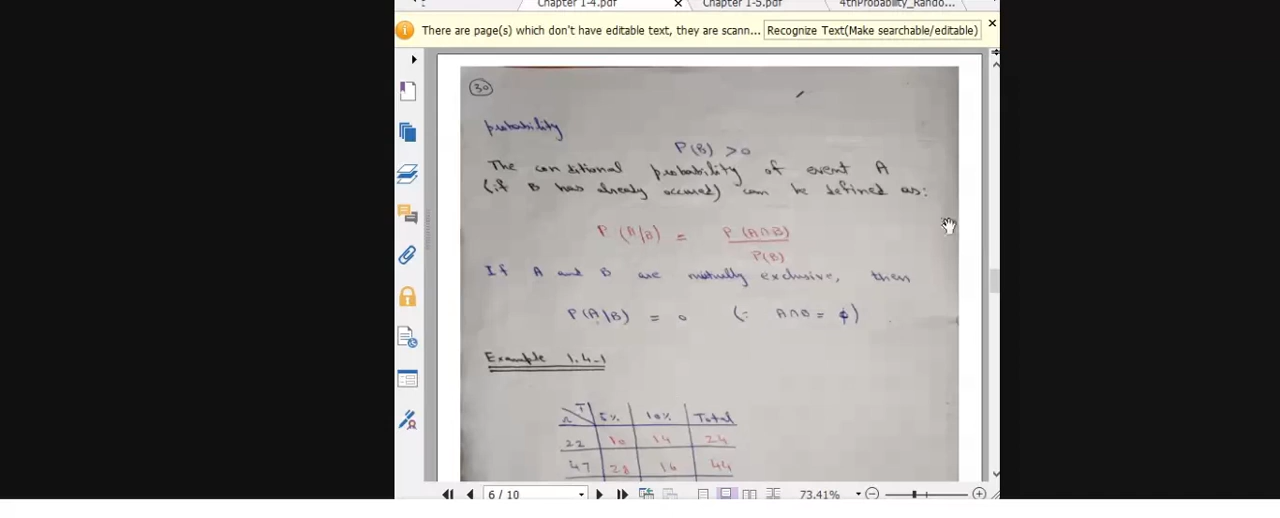 Chapter 1-4.pdf
Chapter 1-5.pdf
4thProbability_Rando...
There are page(s) which don't have editable text, they are scann...
Recognize Text(Make searchable/editable)
30
probability
P(B) >0
The conditional probability of event A
(if B has already occured) can be defined as:
P (A/B) = P (A∩B)
P(B)
If A and B are mutually exclusive, then
P(A/B) = 0 (∵ A∩B = ϕ)
Example 1.4-1
r T 5% 10% Total
22 10 14 24
47 28 16 44
6 / 10
73.41%